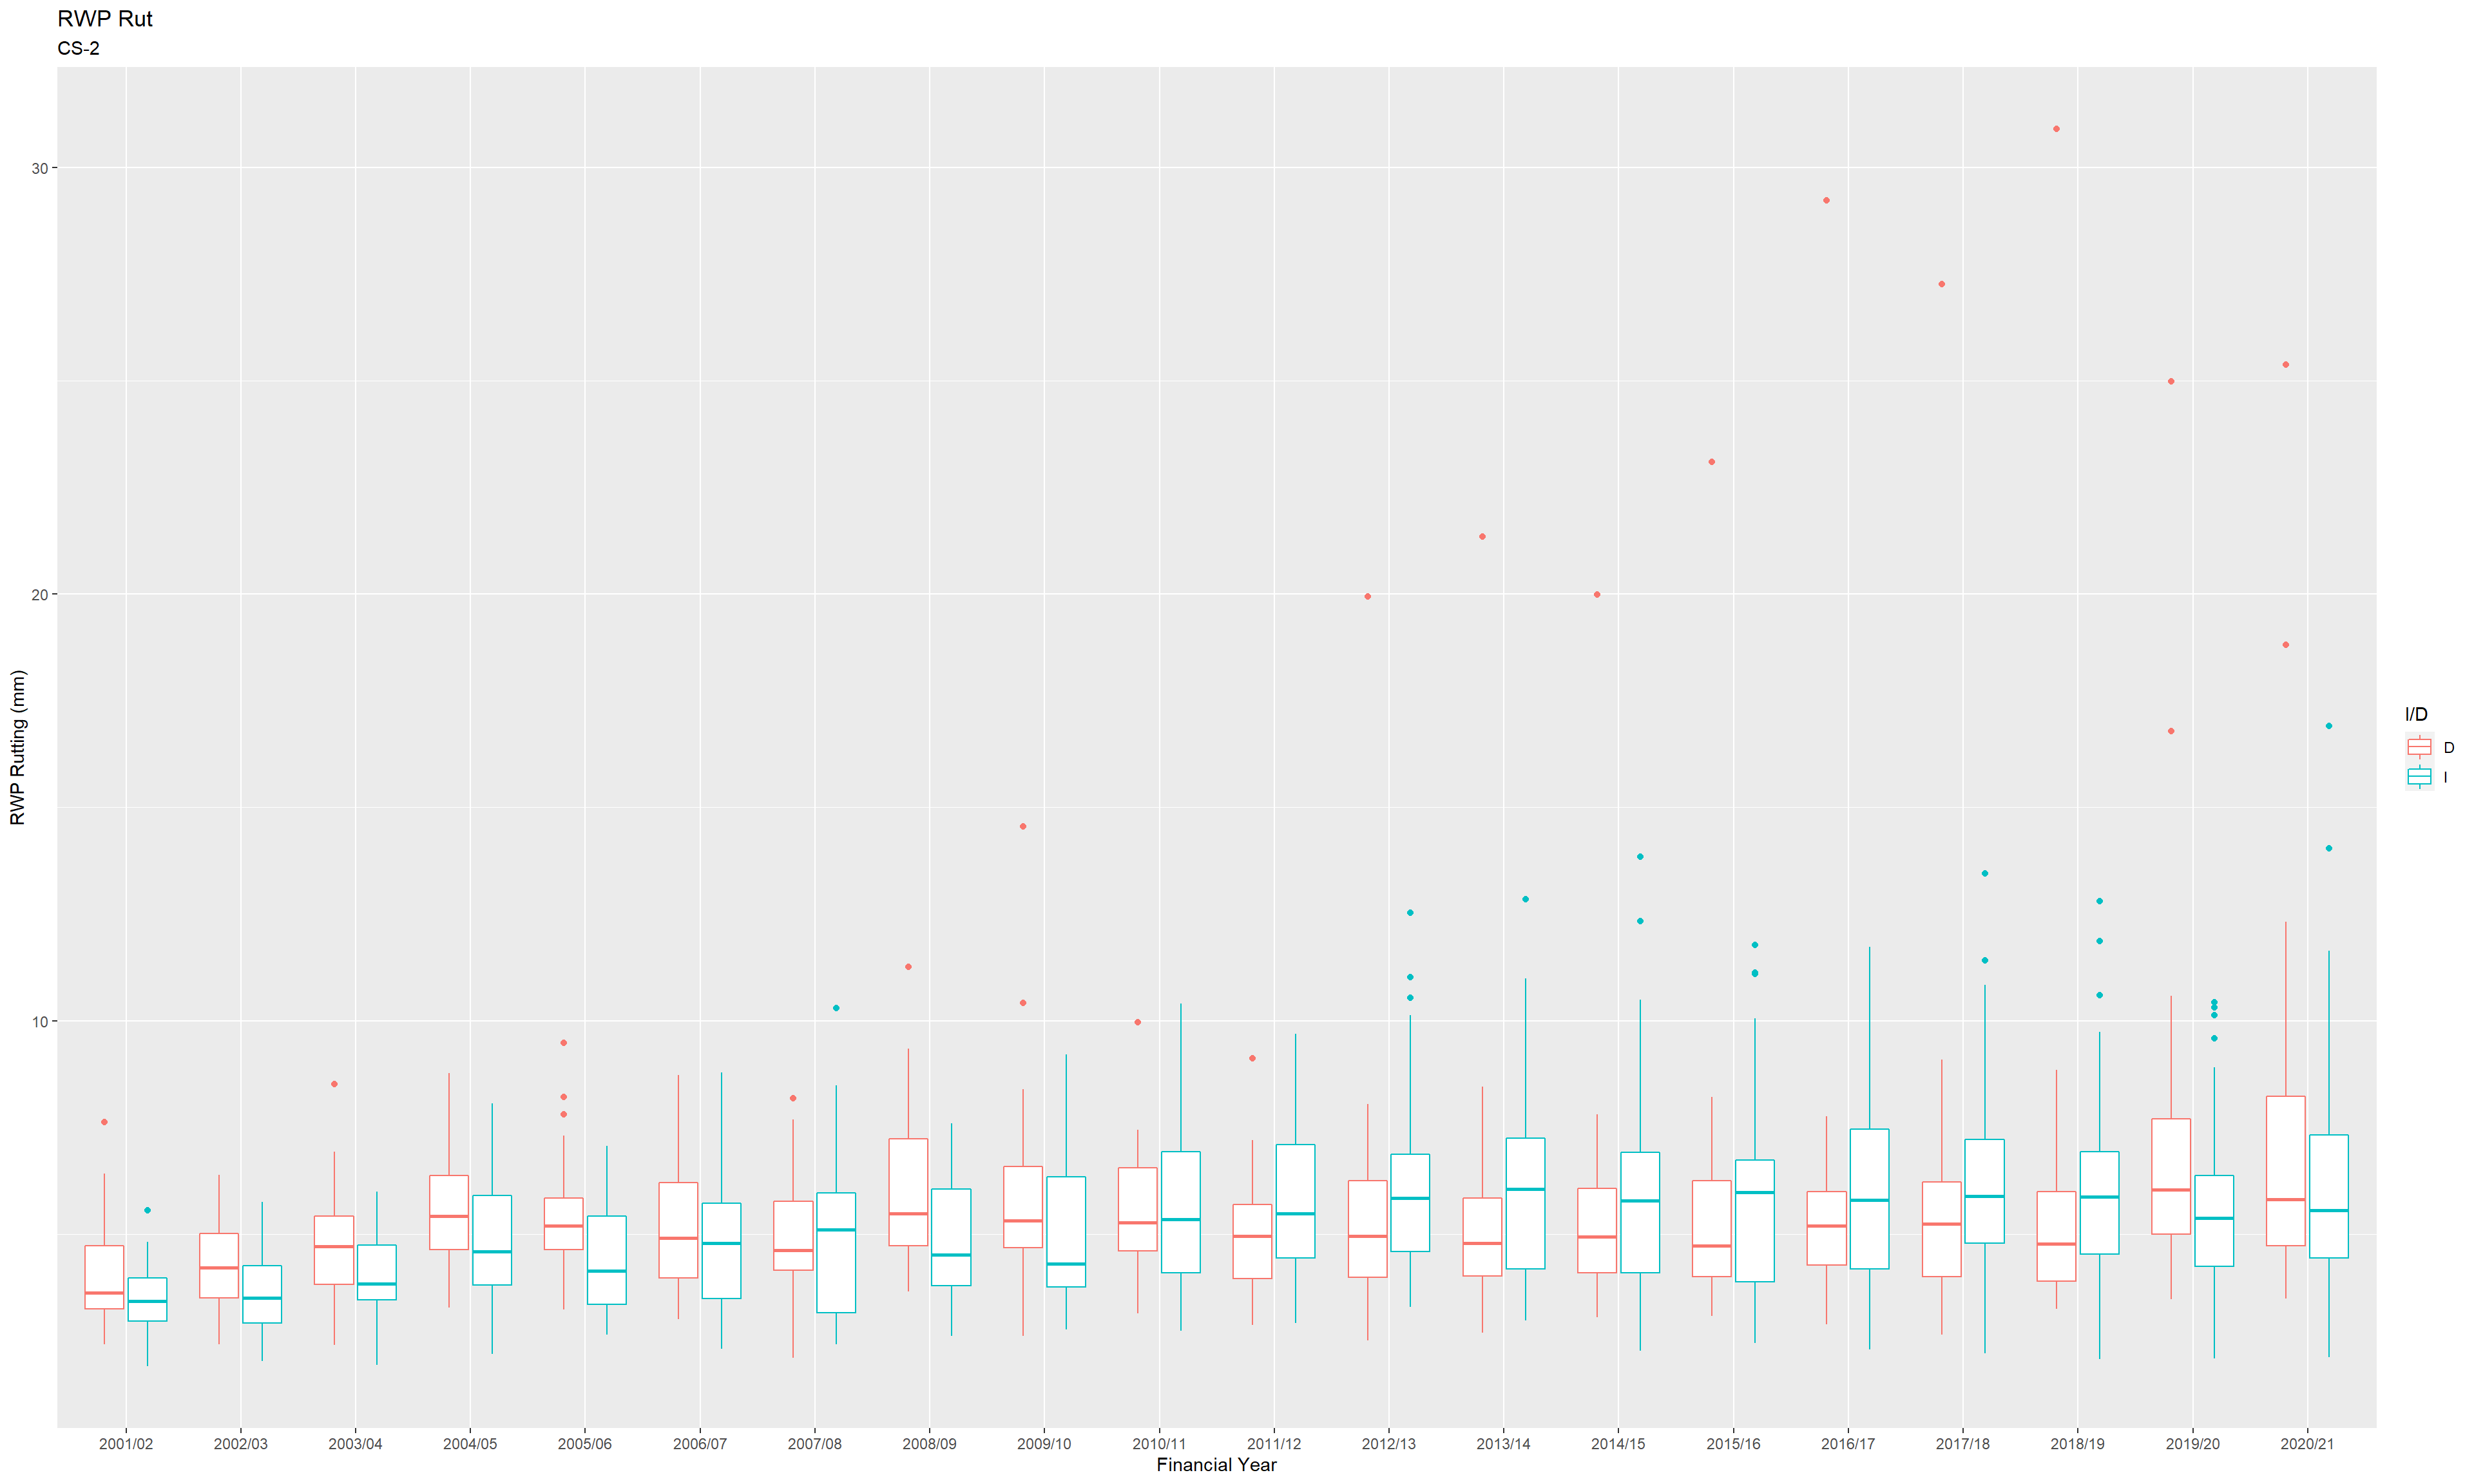 RWP Rut
CS-2
RWP Rutting (mm)
30
20
10
2001/02 2002/03 2003/04 2004/05 2005/06 2006/07 2007/08 2008/09 2009/10 2010/11 2011/12 2012/13 2013/14 2014/15 2015/16 2016/17 2017/18 2018/19 2019/20 2020/21
Financial Year
I/D
D
I